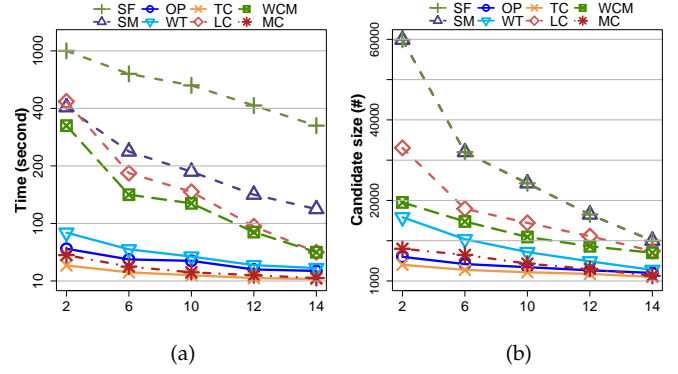 SF OP TC WCM
SM WT LC MC
Time (second)
1000
400
200
100
10
2 6 10 12 14
(a)
SF OP TC WCM
SM WT LC MC
Candidate size (#)
60000
40000
20000
1000
2 6 10 12 14
(b)